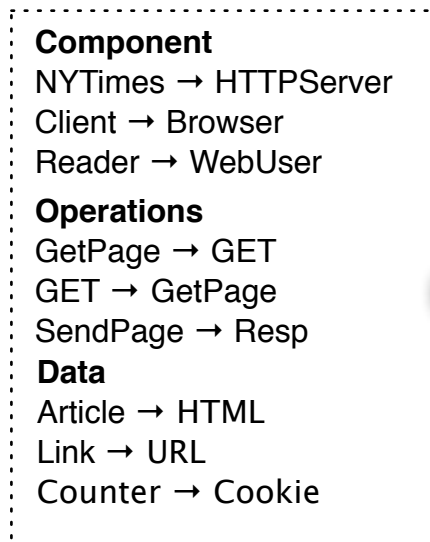 Component
NYTimes → HTTPServer
Client → Browser
Reader → WebUser
Operations
GetPage → GET
GET → GetPage
SendPage → Resp
Data
Article → HTML
Link → URL
Counter → Cookie